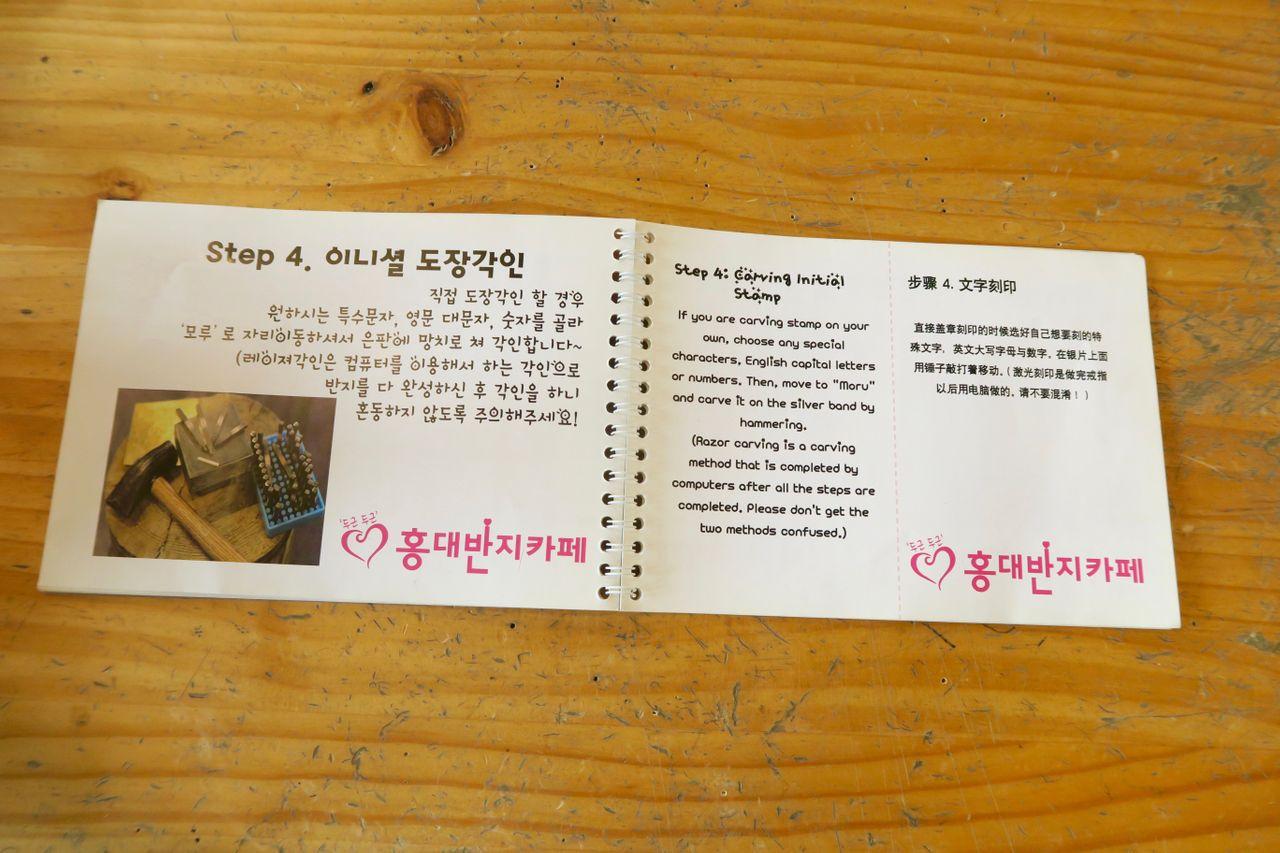 Step 4. 이니셜 도장각인
직접 도장각인 할 경우
원하시는 특수문자, 영문 대문자, 숫자를 골라
'모루' 로 자리이동하셔서 은판에 망치로 쳐 각인합니다~
(레이져각인은 컴퓨터를 이용해서 하는 각인으로
반지를 다 완성하신 후 각인을 하니
혼동하지 않도록 주의해주세요!
'두근 두근'
홍대반지카페
Step 4: Carving Initial
Stamp
If you are carving stamp on your
own, choose any special
characters, English capital letters
or numbers. Then, move to "Moru"
and carve it on the silver band by
hammering.
(Razor carving is a carving
method that is completed by
computers after all the steps are
completed. Please don't get the
two methods confused.)
步骤 4. 文字刻印
直接盖章刻印的时候选好自己想要刻的特
殊文字，英文大写字母与数字。在银片上面
用锤子敲打着移动。( 激光刻印是做完戒指
以后用电脑做的。请不要混淆！ )
'두근 두근'
홍대반지카페